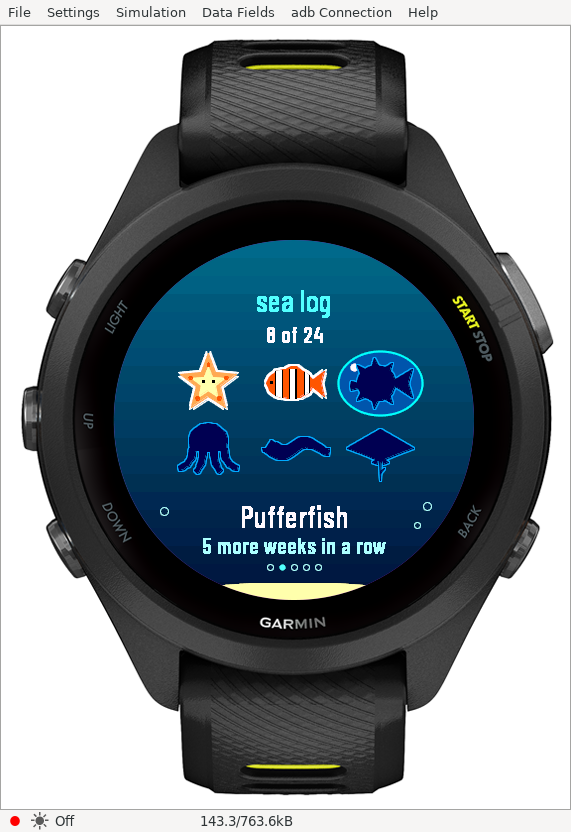 File Settings Simulation Data Fields adb Connection Help
LIGHT
START STOP
UP
DOWN
BACK
sea log
8 of 24
Pufferfish
5 more weeks in a row
GARMIN
Off 143.3/763.6kB